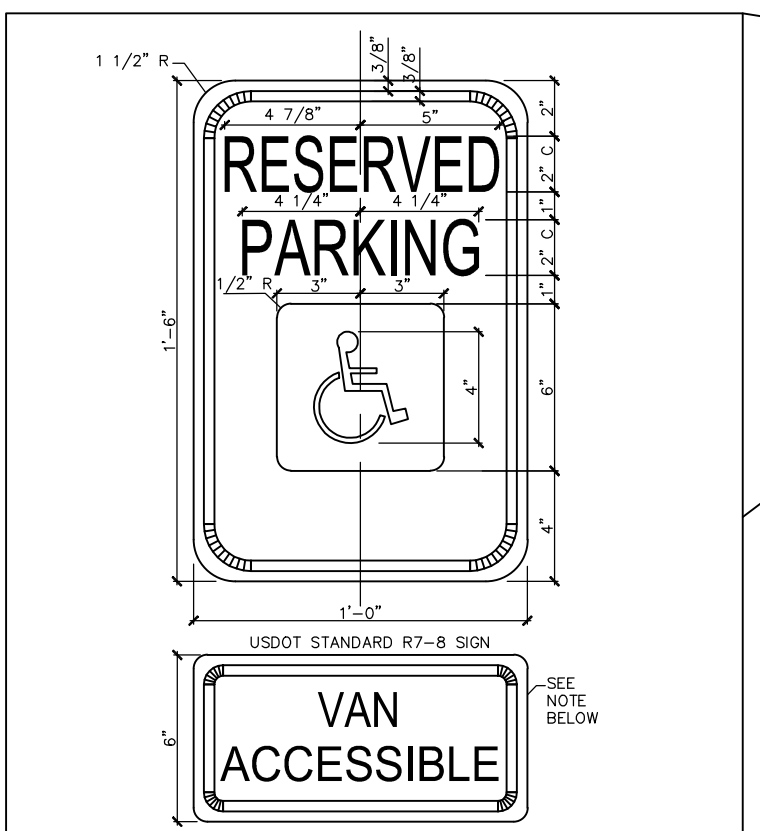 1 1/2" R
3/8"
3/8"
4 7/8"
5"
2"
RESERVED
2" C
4 1/4"
4 1/4"
1"
PARKING
2" C
1/2" R
3"
3"
1"
1'-6"
4"
6"
4"
1'-0"
USDOT STANDARD R7-8 SIGN
6"
VAN
ACCESSIBLE
SEE
NOTE
BELOW